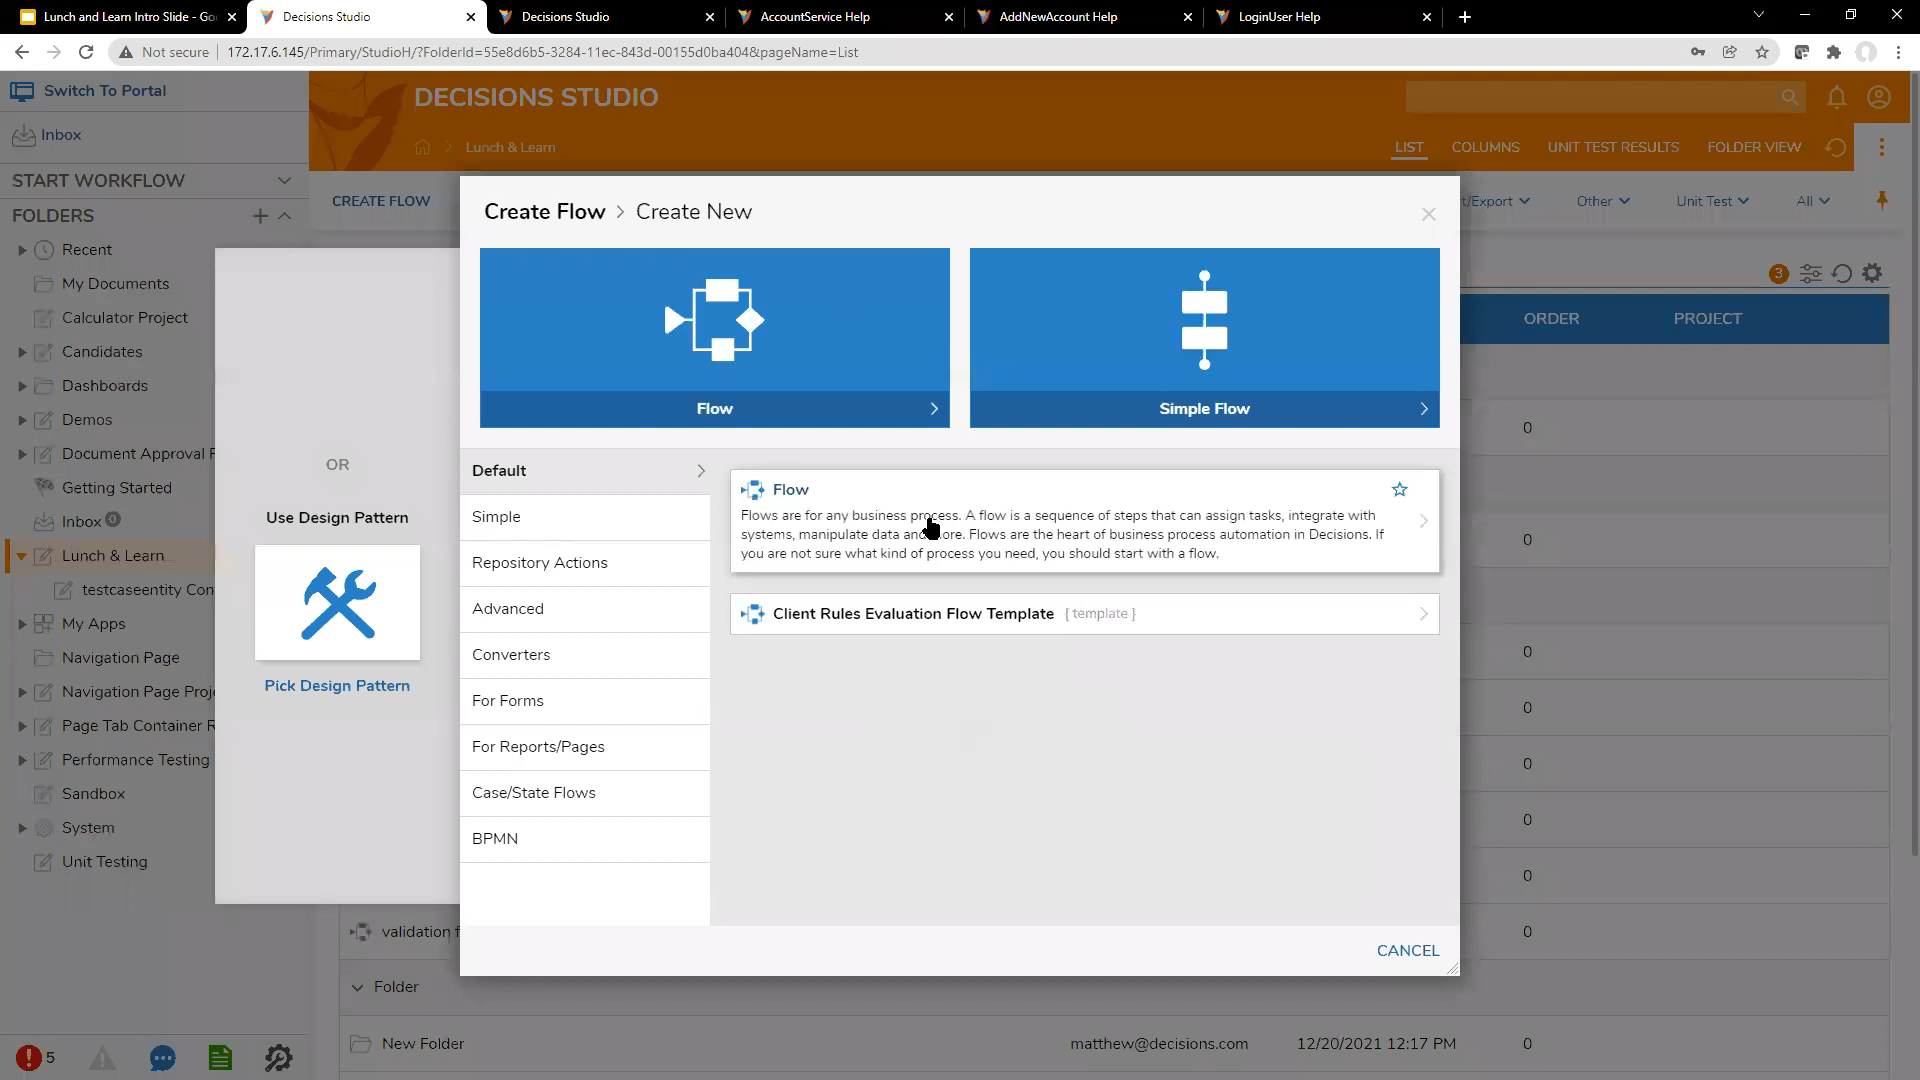 Lunch and Learn Intro Slide - Go
Decisions Studio
Decisions Studio
AccountService Help
AddNewAccount Help
LoginUser Help
Not secure
172.17.6.145/Primary/StudioH/?FolderId=55e8d6b5-3284-11ec-843d-00155d0ba404&pageName=List
Switch To Portal
Inbox
START WORKFLOW
FOLDERS
Recent
My Documents
Calculator Project
Candidates
Dashboards
Demos
Document Approval F
Getting Started
Inbox 0
Lunch & Learn
testcaseentity Con
My Apps
Navigation Page
Navigation Page Proj
Page Tab Container R
Performance Testing
Sandbox
System
Unit Testing
5
DECISIONS STUDIO
Lunch & Learn
LIST
COLUMNS
UNIT TEST RESULTS
FOLDER VIEW
CREATE FLOW
rt/Export
Other
Unit Test
All
3
ORDER
PROJECT
OR
Use Design Pattern
Pick Design Pattern
Create Flow > Create New
Flow
Simple Flow
Default
Simple
Repository Actions
Advanced
Converters
For Forms
For Reports/Pages
Case/State Flows
BPMN
Flow
Flows are for any business process. A flow is a sequence of steps that can assign tasks, integrate with
systems, manipulate data and more. Flows are the heart of business process automation in Decisions. If
you are not sure what kind of process you need, you should start with a flow.
Client Rules Evaluation Flow Template { template }
CANCEL
0
0
0
0
0
0
0
validation f
0
Folder
New Folder
matthew@decisions.com
12/20/2021 12:17 PM
0